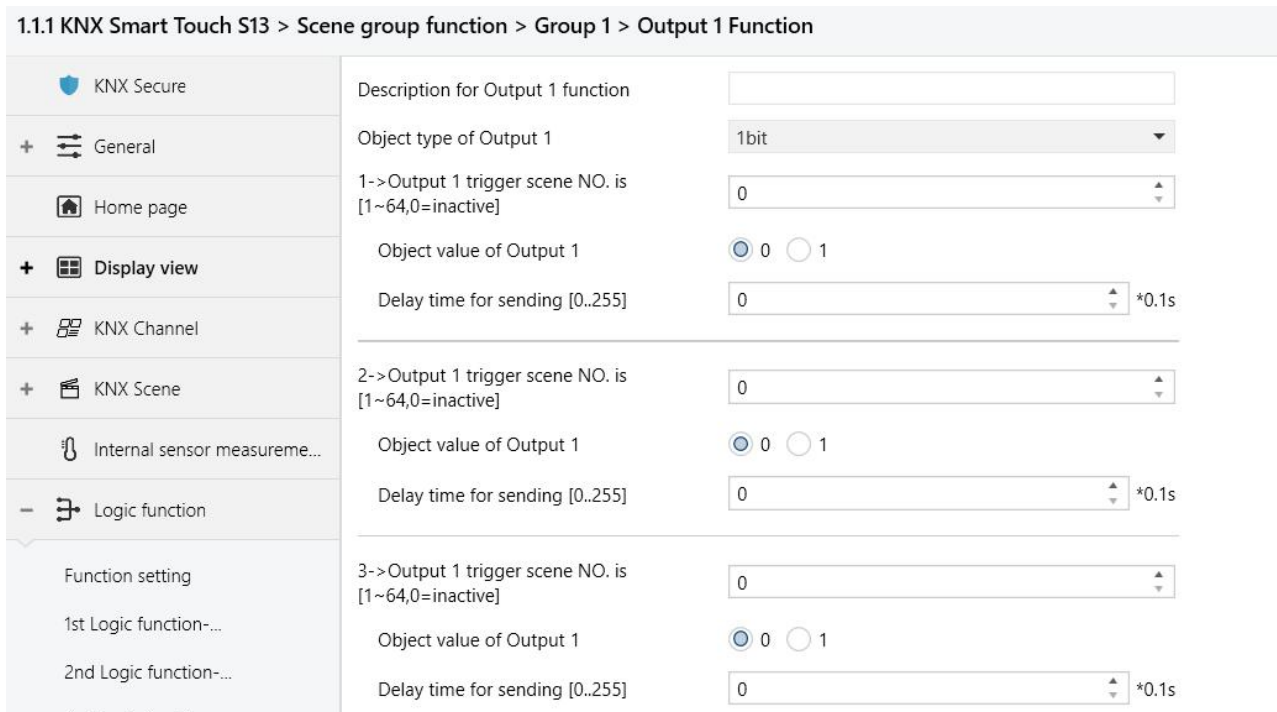 1.1.1 KNX Smart Touch S13 > Scene group function > Group 1 > Output 1 Function
KNX Secure
+ General
Home page
+ Display view
+ KNX Channel
+ KNX Scene
Internal sensor measureme...
− Logic function
Function setting
1st Logic function-...
2nd Logic function-...
Description for Output 1 function
Object type of Output 1
1bit
1->Output 1 trigger scene NO. is
[1~64,0=inactive]
0
Object value of Output 1
0 1
Delay time for sending [0..255]
0 *0.1s
2->Output 1 trigger scene NO. is
[1~64,0=inactive]
0
Object value of Output 1
0 1
Delay time for sending [0..255]
0 *0.1s
3->Output 1 trigger scene NO. is
[1~64,0=inactive]
0
Object value of Output 1
0 1
Delay time for sending [0..255]
0 *0.1s